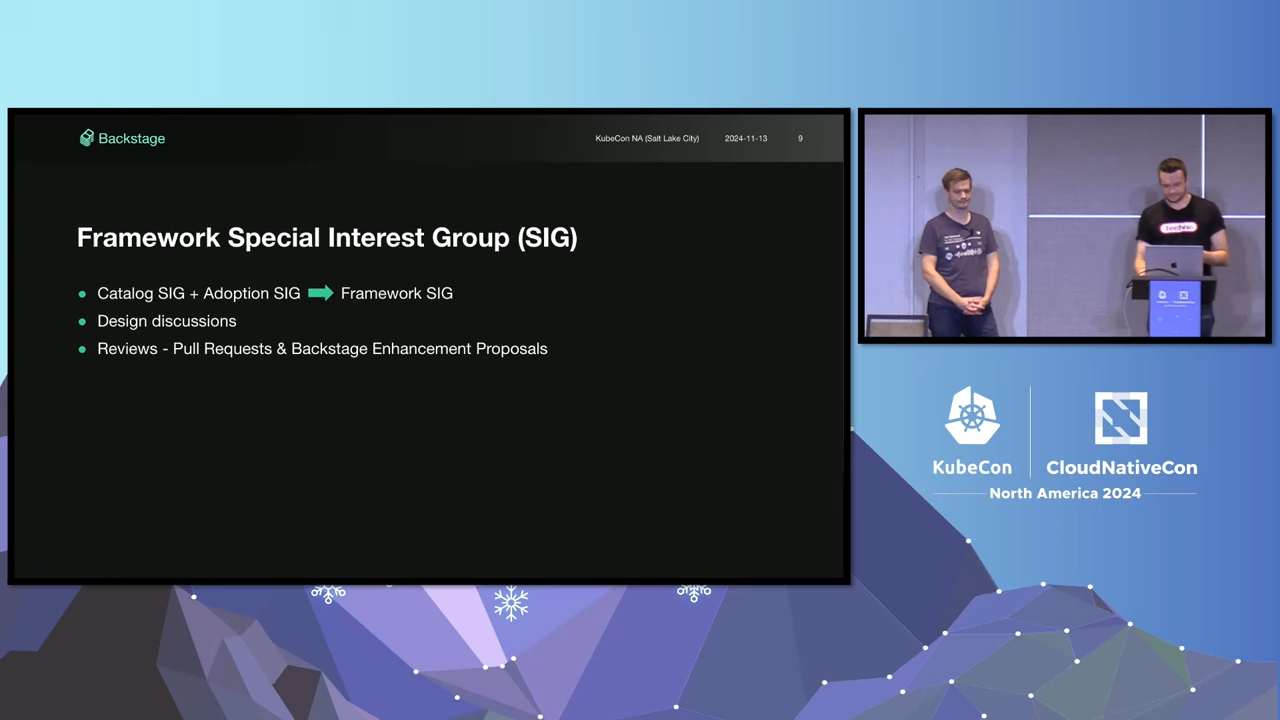 Backstage
KubeCon NA (Salt Lake City) 2024-11-13 9
Framework Special Interest Group (SIG)
Catalog SIG + Adoption SIG Framework SIG
Design discussions
Reviews - Pull Requests & Backstage Enhancement Proposals
Techno
KubeCon CloudNativeCon
North America 2024